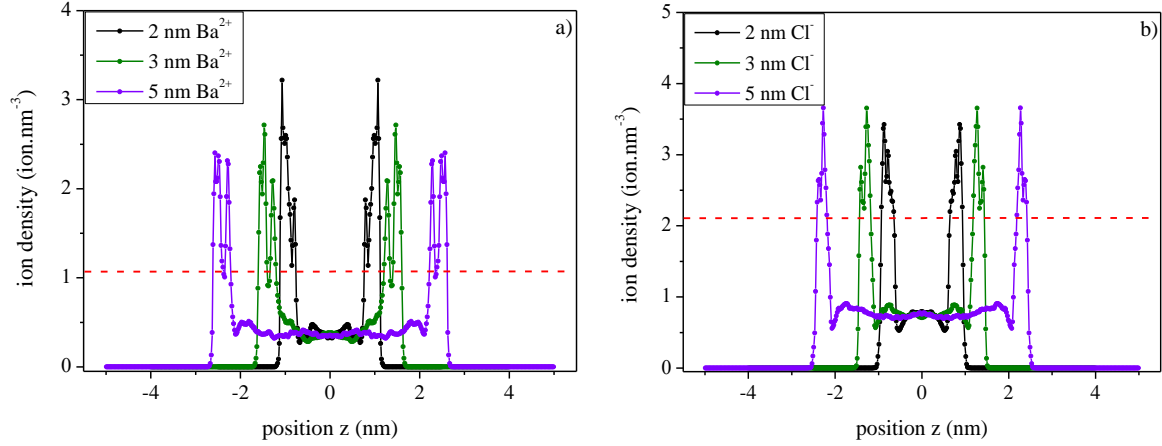 a)
2 nm Ba²⁺
3 nm Ba²⁺
5 nm Ba²⁺
ion density (ion.nm⁻³)
4
3
2
1
0
-4 -2 0 2 4
position z (nm)
b)
2 nm Cl⁻
3 nm Cl⁻
5 nm Cl⁻
ion density (ion.nm⁻³)
5
4
3
2
1
0
-4 -2 0 2 4
position z (nm)